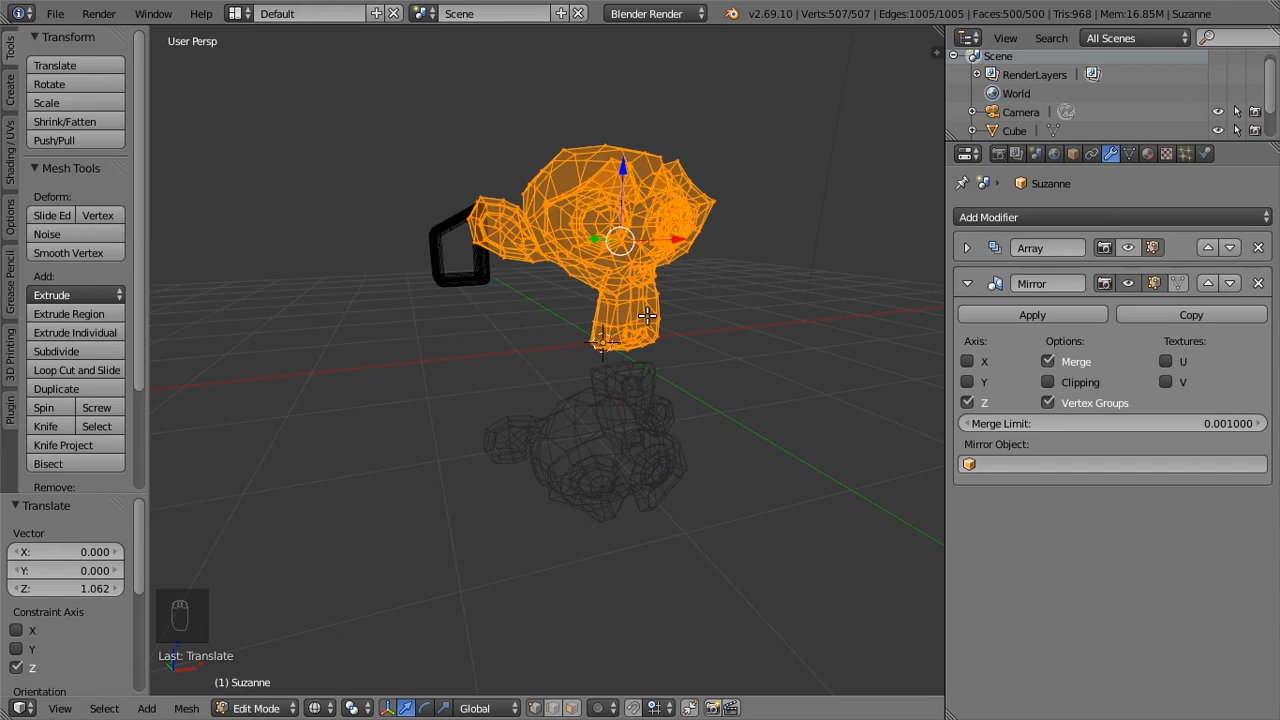 File Render Window Help Default Scene Blender Render v2.69.10 | Verts:507/507 | Edges:1005/1005 | Faces:500/500 | Tris:968 | Mem:16.85M | Suzanne
Tools
Create
Shading / UVs
Options
Grease Pencil
3D Printing
Plugin
Transform
Translate
Rotate
Scale
Shrink/Fatten
Push/Pull
Mesh Tools
Deform:
Slide Ed Vertex
Noise
Smooth Vertex
Add:
Extrude
Extrude Region
Extrude Individual
Subdivide
Loop Cut and Slide
Duplicate
Spin Screw
Knife Select
Knife Project
Bisect
Remove:
Translate
Vector
X: 0.000
Y: 0.000
Z: 1.062
Constraint Axis
X
Y
Z
Orientation
User Persp
Last: Translate
(1) Suzanne
View Select Add Mesh Edit Mode Global
View Search All Scenes
Scene
RenderLayers
World
Camera
Cube
Suzanne
Add Modifier
Array
Mirror
Apply Copy
Axis: Options: Textures:
X Merge U
Y Clipping V
Z Vertex Groups
Merge Limit: 0.001000
Mirror Object: